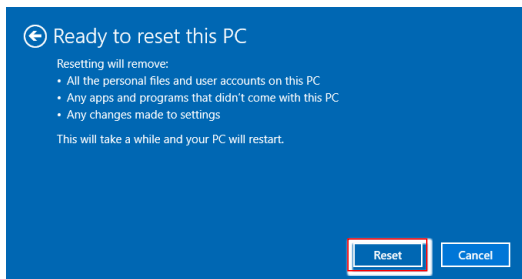 Ready to reset this PC
Resetting will remove:
• All the personal files and user accounts on this PC
• Any apps and programs that didn't come with this PC
• Any changes made to settings
This will take a while and your PC will restart.
Reset Cancel